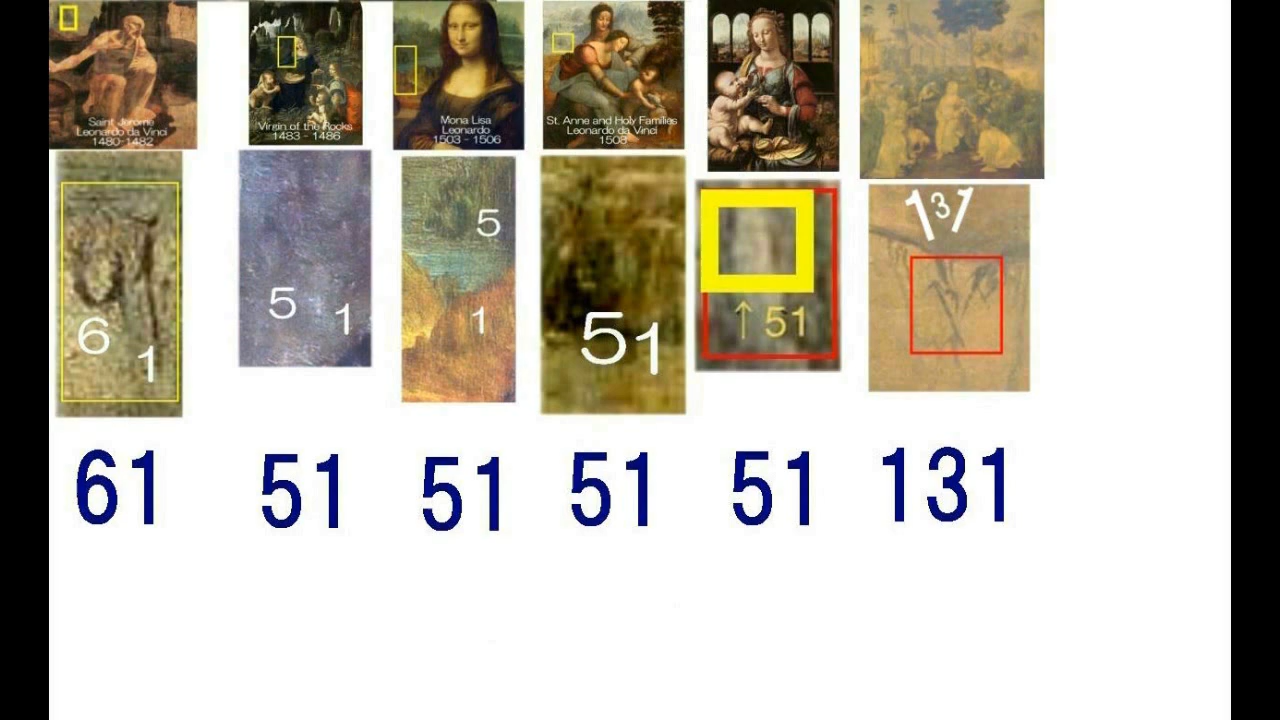 Saint Jerome
Leonardo da Vinci
1480-1482
Virgin of the Rocks
1483 - 1486
Mona Lisa
Leonardo
1503 - 1506
St. Anne and Holy Families
Leonardo da Vinci
1508
6 1
5 1
5
1
51
↑ 51
131
61 51 51 51 51 131